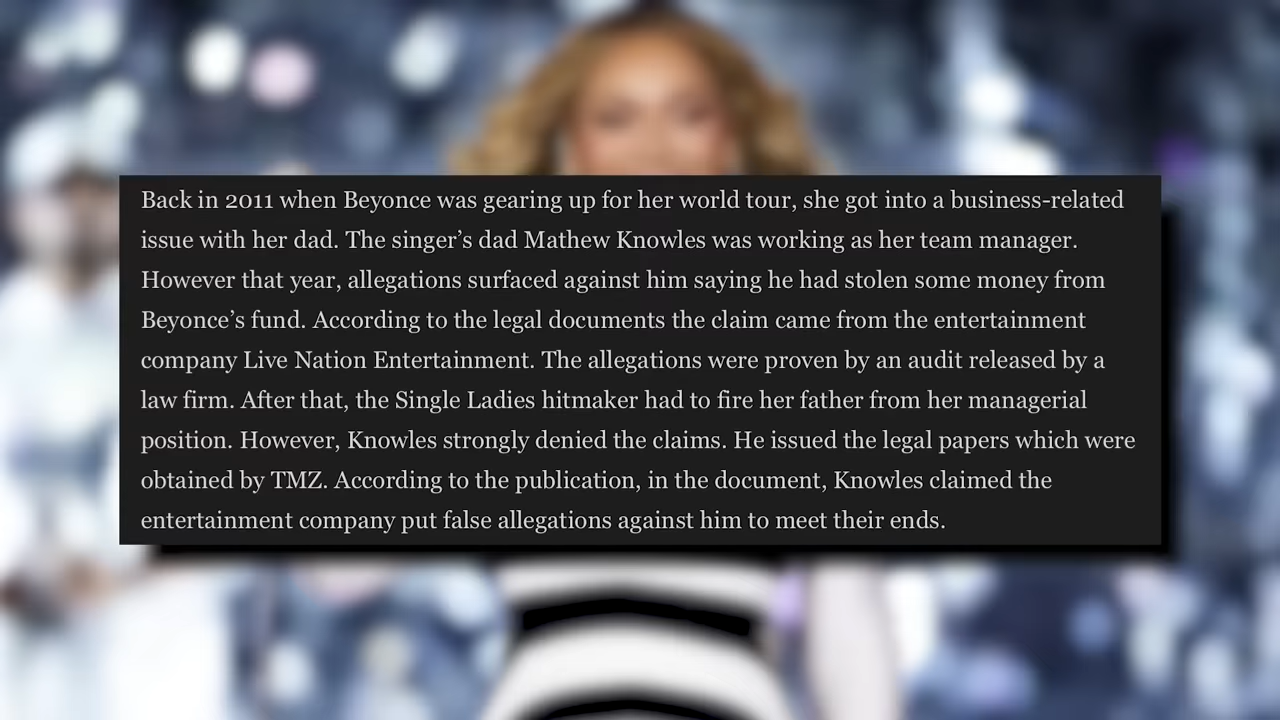 Back in 2011 when Beyonce was gearing up for her world tour, she got into a business-related
issue with her dad. The singer’s dad Mathew Knowles was working as her team manager.
However that year, allegations surfaced against him saying he had stolen some money from
Beyonce’s fund. According to the legal documents the claim came from the entertainment
company Live Nation Entertainment. The allegations were proven by an audit released by a
law firm. After that, the Single Ladies hitmaker had to fire her father from her managerial
position. However, Knowles strongly denied the claims. He issued the legal papers which were
obtained by TMZ. According to the publication, in the document, Knowles claimed the
entertainment company put false allegations against him to meet their ends.